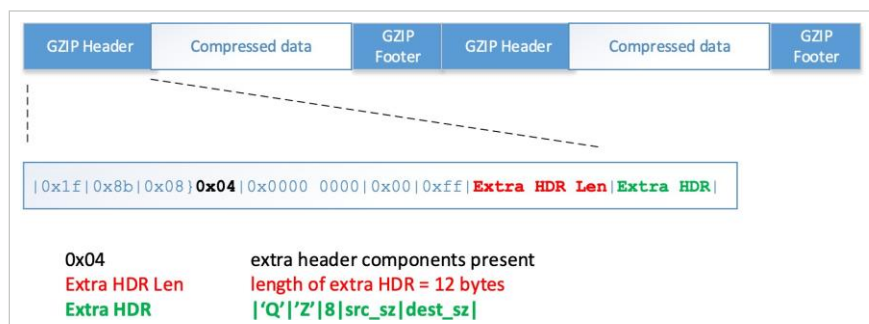 GZIP Header Compressed data GZIP Footer GZIP Header Compressed data GZIP Footer
|0x1f|0x8b|0x08}0x04|0x0000 0000|0x00|0xff|Extra HDR Len|Extra HDR|
0x04 extra header components present
Extra HDR Len length of extra HDR = 12 bytes
Extra HDR |‘Q’|’Z’|8|src_sz|dest_sz|